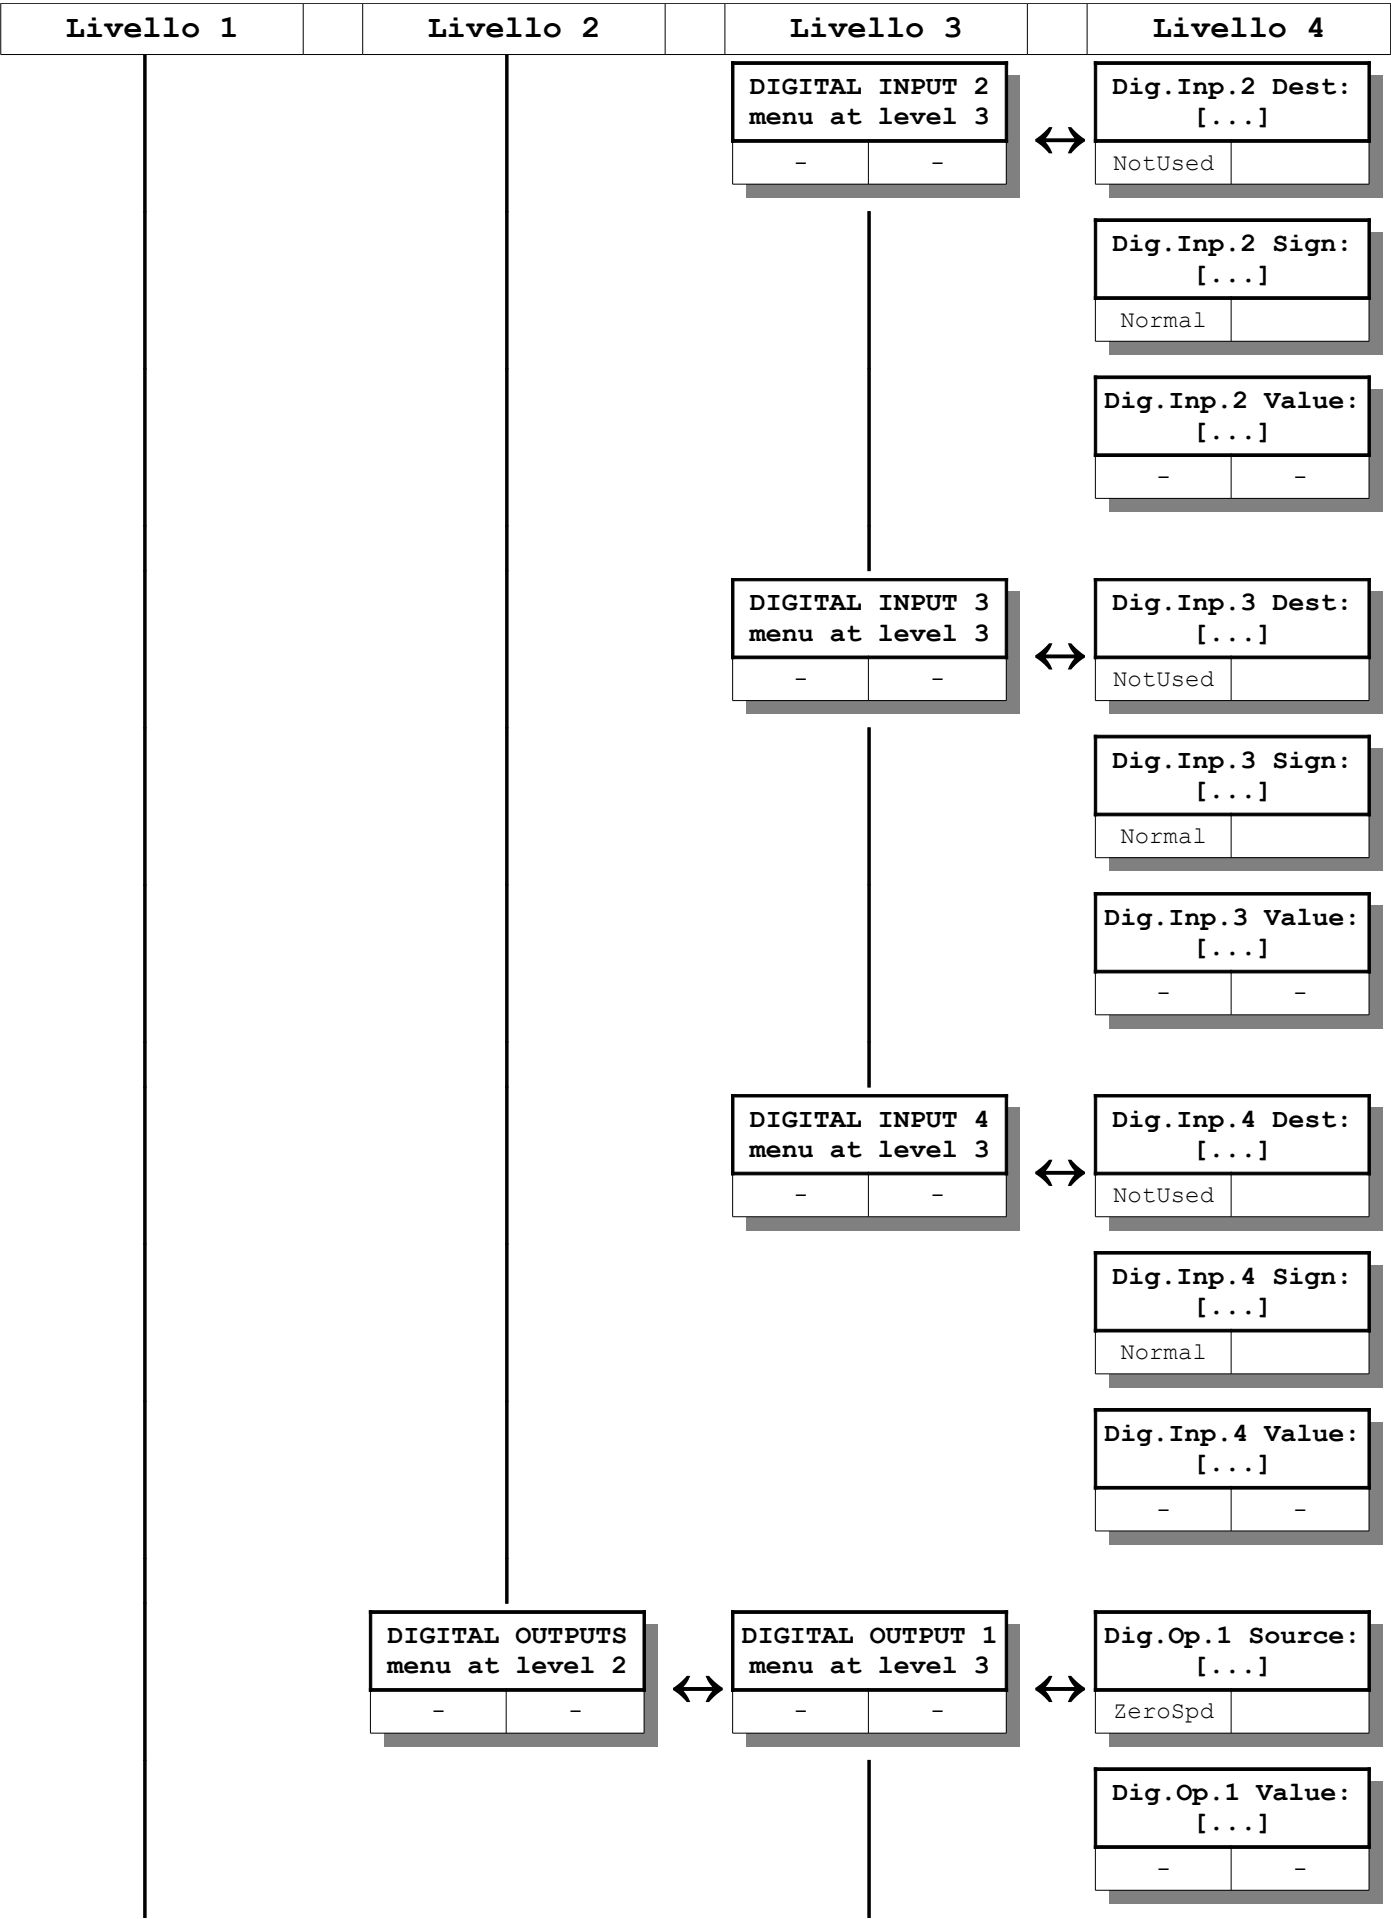 Livello 1 Livello 2 Livello 3 Livello 4
DIGITAL INPUT 2
menu at level 3
- -
Dig.Inp.2 Dest:
[...]
NotUsed
Dig.Inp.2 Sign:
[...]
Normal
Dig.Inp.2 Value:
[...]
- -
DIGITAL INPUT 3
menu at level 3
- -
Dig.Inp.3 Dest:
[...]
NotUsed
Dig.Inp.3 Sign:
[...]
Normal
Dig.Inp.3 Value:
[...]
- -
DIGITAL INPUT 4
menu at level 3
- -
Dig.Inp.4 Dest:
[...]
NotUsed
Dig.Inp.4 Sign:
[...]
Normal
Dig.Inp.4 Value:
[...]
- -
DIGITAL OUTPUTS
menu at level 2
- -
DIGITAL OUTPUT 1
menu at level 3
- -
Dig.Op.1 Source:
[...]
ZeroSpd
Dig.Op.1 Value:
[...]
- -